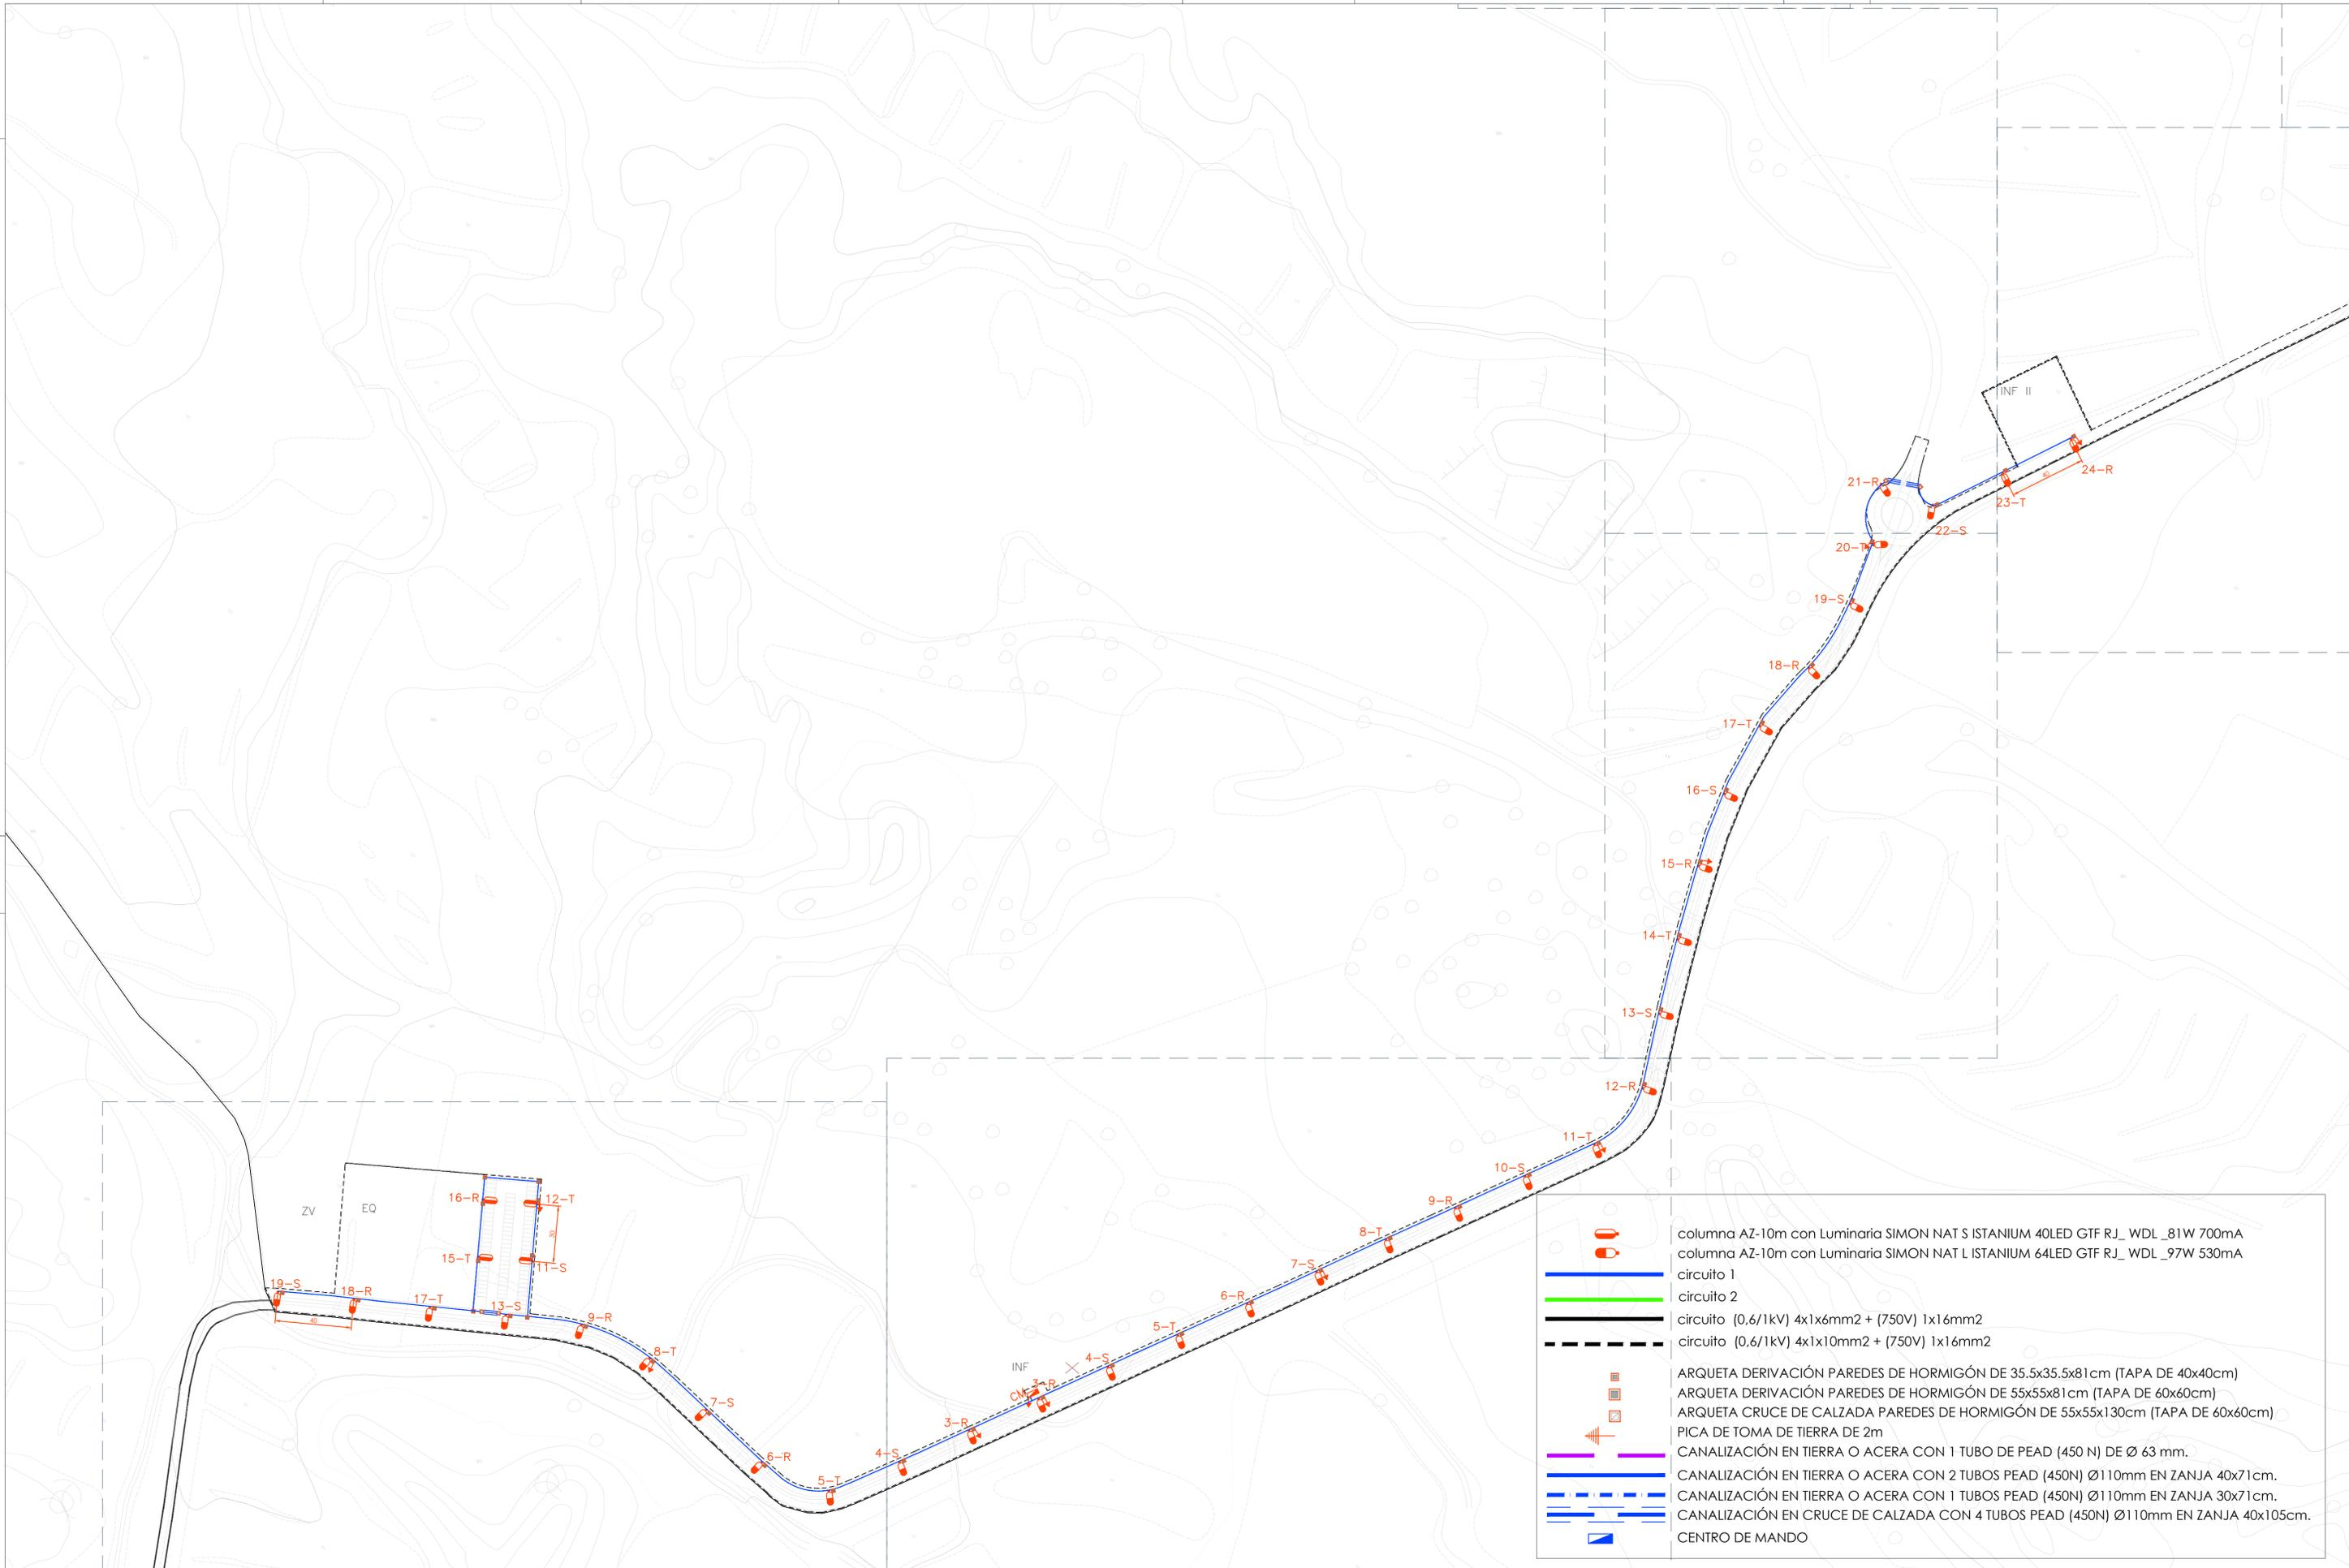 INF II
24-R
40
21-R
23-T
22-S
20-T
19-S
18-R
17-T
16-S
15-R
14-T
13-S
12-R
11-T
10-S
9-R
8-T
7-S
6-R
5-T
4-S
INF
3-R
CM
3-R
4-S
5-T
6-R
7-S
8-T
9-R
16-R
12-T
ZV
EQ
30
15-T
11-S
19-S
18-R
17-T
13-S
40
columna AZ-10m con Luminaria SIMON NAT S ISTANIUM 40LED GTF RJ_ WDL _81W 700mA
columna AZ-10m con Luminaria SIMON NAT L ISTANIUM 64LED GTF RJ_ WDL _97W 530mA
circuito 1
circuito 2
circuito (0,6/1kV) 4x1x6mm2 + (750V) 1x16mm2
circuito (0,6/1kV) 4x1x10mm2 + (750V) 1x16mm2
ARQUETA DERIVACIÓN PAREDES DE HORMIGÓN DE 35.5x35.5x81cm (TAPA DE 40x40cm)
ARQUETA DERIVACIÓN PAREDES DE HORMIGÓN DE 55x55x81cm (TAPA DE 60x60cm)
ARQUETA CRUCE DE CALZADA PAREDES DE HORMIGÓN DE 55x55x130cm (TAPA DE 60x60cm)
PICA DE TOMA DE TIERRA DE 2m
CANALIZACIÓN EN TIERRA O ACERA CON 1 TUBO DE PEAD (450 N) DE Ø 63 mm.
CANALIZACIÓN EN TIERRA O ACERA CON 2 TUBOS PEAD (450N) Ø110mm EN ZANJA 40x71cm.
CANALIZACIÓN EN TIERRA O ACERA CON 1 TUBOS PEAD (450N) Ø110mm EN ZANJA 30x71cm.
CANALIZACIÓN EN CRUCE DE CALZADA CON 4 TUBOS PEAD (450N) Ø110mm EN ZANJA 40x105cm.
CENTRO DE MANDO